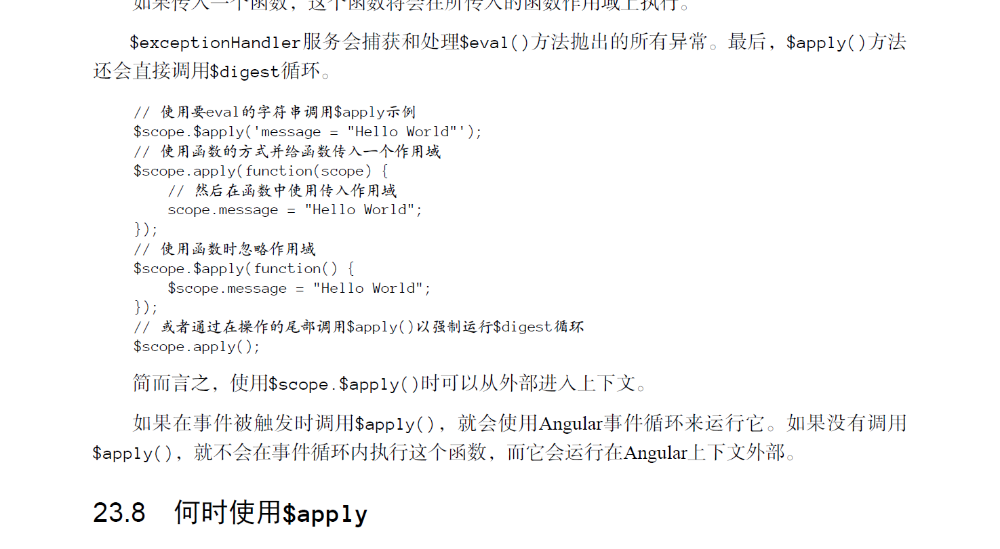 如果传入一个函数，这个函数将会在所传入的函数作用域上执行。
$exceptionHandler服务会捕获和处理$eval()方法抛出的所有异常。最后，$apply()方法
还会直接调用$digest循环。
// 使用要eval的字符串调用$apply示例
$scope.$apply('message = "Hello World"');
// 使用函数的方式并给函数传入一个作用域
$scope.apply(function(scope) {
    // 然后在函数中使用传入作用域
    scope.message = "Hello World";
});
// 使用函数时忽略作用域
$scope.$apply(function() {
    $scope.message = "Hello World";
});
// 或者通过在操作的尾部调用$apply()以强制运行$digest循环
$scope.apply();
简而言之，使用$scope.$apply()时可以从外部进入上下文。
如果在事件被触发时调用$apply()，就会使用Angular事件循环来运行它。如果没有调用
$apply()，就不会在事件循环内执行这个函数，而它会运行在Angular上下文外部。
23.8 何时使用$apply